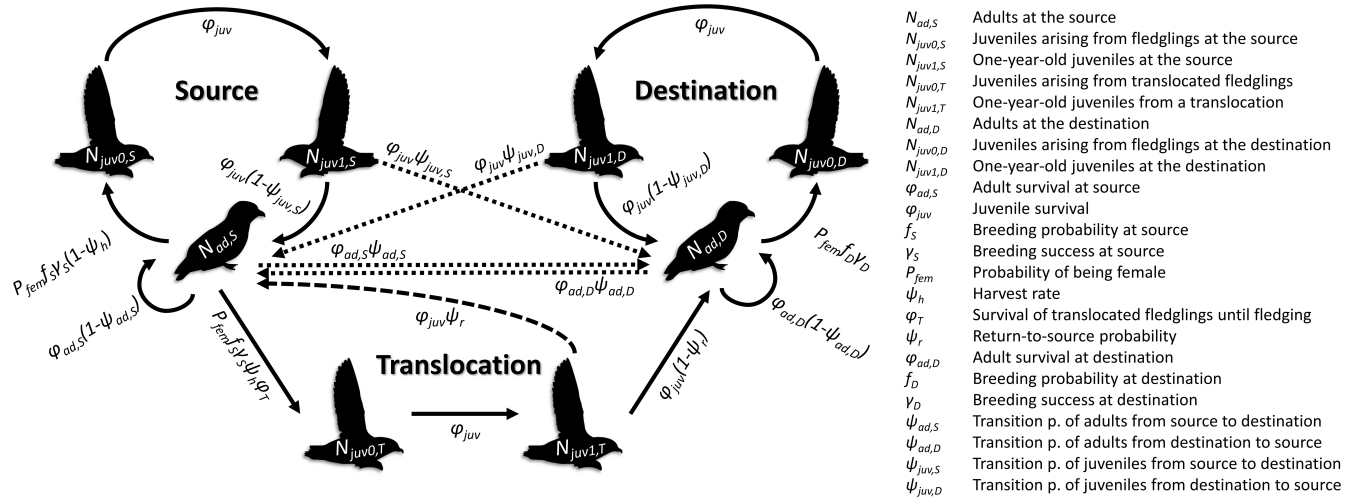 φjuv
φjuv
Source
Destination
Njuv0,S
Njuv1,S
Njuv1,D
Njuv0,D
φjuvψjuv,S
φjuvψjuv,D
φjuv(1-ψjuv,S)
φjuv(1-ψjuv,D)
Nad,S
Nad,D
PfemfSγS(1-ψh)
PfemfDγD
φad,Sψad,S
φad,Dψad,D
φad,S(1-ψad,S)
φad,D(1-ψad,D)
φjuvψr
PfemfSγSψhφT
φjuv(1-ψr)
Translocation
Njuv0,T
φjuv
Njuv1,T
Nad,S Adults at the source
Njuv0,S Juveniles arising from fledglings at the source
Njuv1,S One-year-old juveniles at the source
Njuv0,T Juveniles arising from translocated fledglings
Njuv1,T One-year-old juveniles from a translocation
Nad,D Adults at the destination
Njuv0,D Juveniles arising from fledglings at the destination
Njuv1,D One-year-old juveniles at the destination
φad,S Adult survival at source
φjuv Juvenile survival
fS Breeding probability at source
γS Breeding success at source
Pfem Probability of being female
ψh Harvest rate
φT Survival of translocated fledglings until fledging
ψr Return-to-source probability
φad,D Adult survival at destination
fD Breeding probability at destination
γD Breeding success at destination
ψad,S Transition p. of adults from source to destination
ψad,D Transition p. of adults from destination to source
ψjuv,S Transition p. of juveniles from source to destination
ψjuv,D Transition p. of juveniles from destination to source